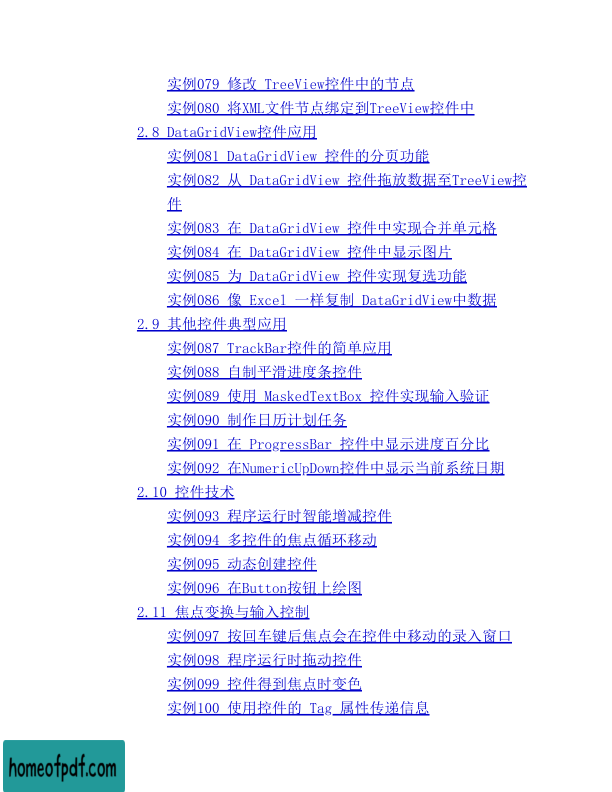 实例079 修改 TreeView控件中的节点
实例080 将XML文件节点绑定到TreeView控件中
2.8 DataGridView控件应用
实例081 DataGridView 控件的分页功能
实例082 从 DataGridView 控件拖放数据至TreeView控
件
实例083 在 DataGridView 控件中实现合并单元格
实例084 在 DataGridView 控件中显示图片
实例085 为 DataGridView 控件实现复选功能
实例086 像 Excel 一样复制 DataGridView中数据
2.9 其他控件典型应用
实例087 TrackBar控件的简单应用
实例088 自制平滑进度条控件
实例089 使用 MaskedTextBox 控件实现输入验证
实例090 制作日历计划任务
实例091 在 ProgressBar 控件中显示进度百分比
实例092 在NumericUpDown控件中显示当前系统日期
2.10 控件技术
实例093 程序运行时智能增减控件
实例094 多控件的焦点循环移动
实例095 动态创建控件
实例096 在Button按钮上绘图
2.11 焦点变换与输入控制
实例097 按回车键后焦点会在控件中移动的录入窗口
实例098 程序运行时拖动控件
实例099 控件得到焦点时变色
实例100 使用控件的 Tag 属性传递信息
homeofpdf.com